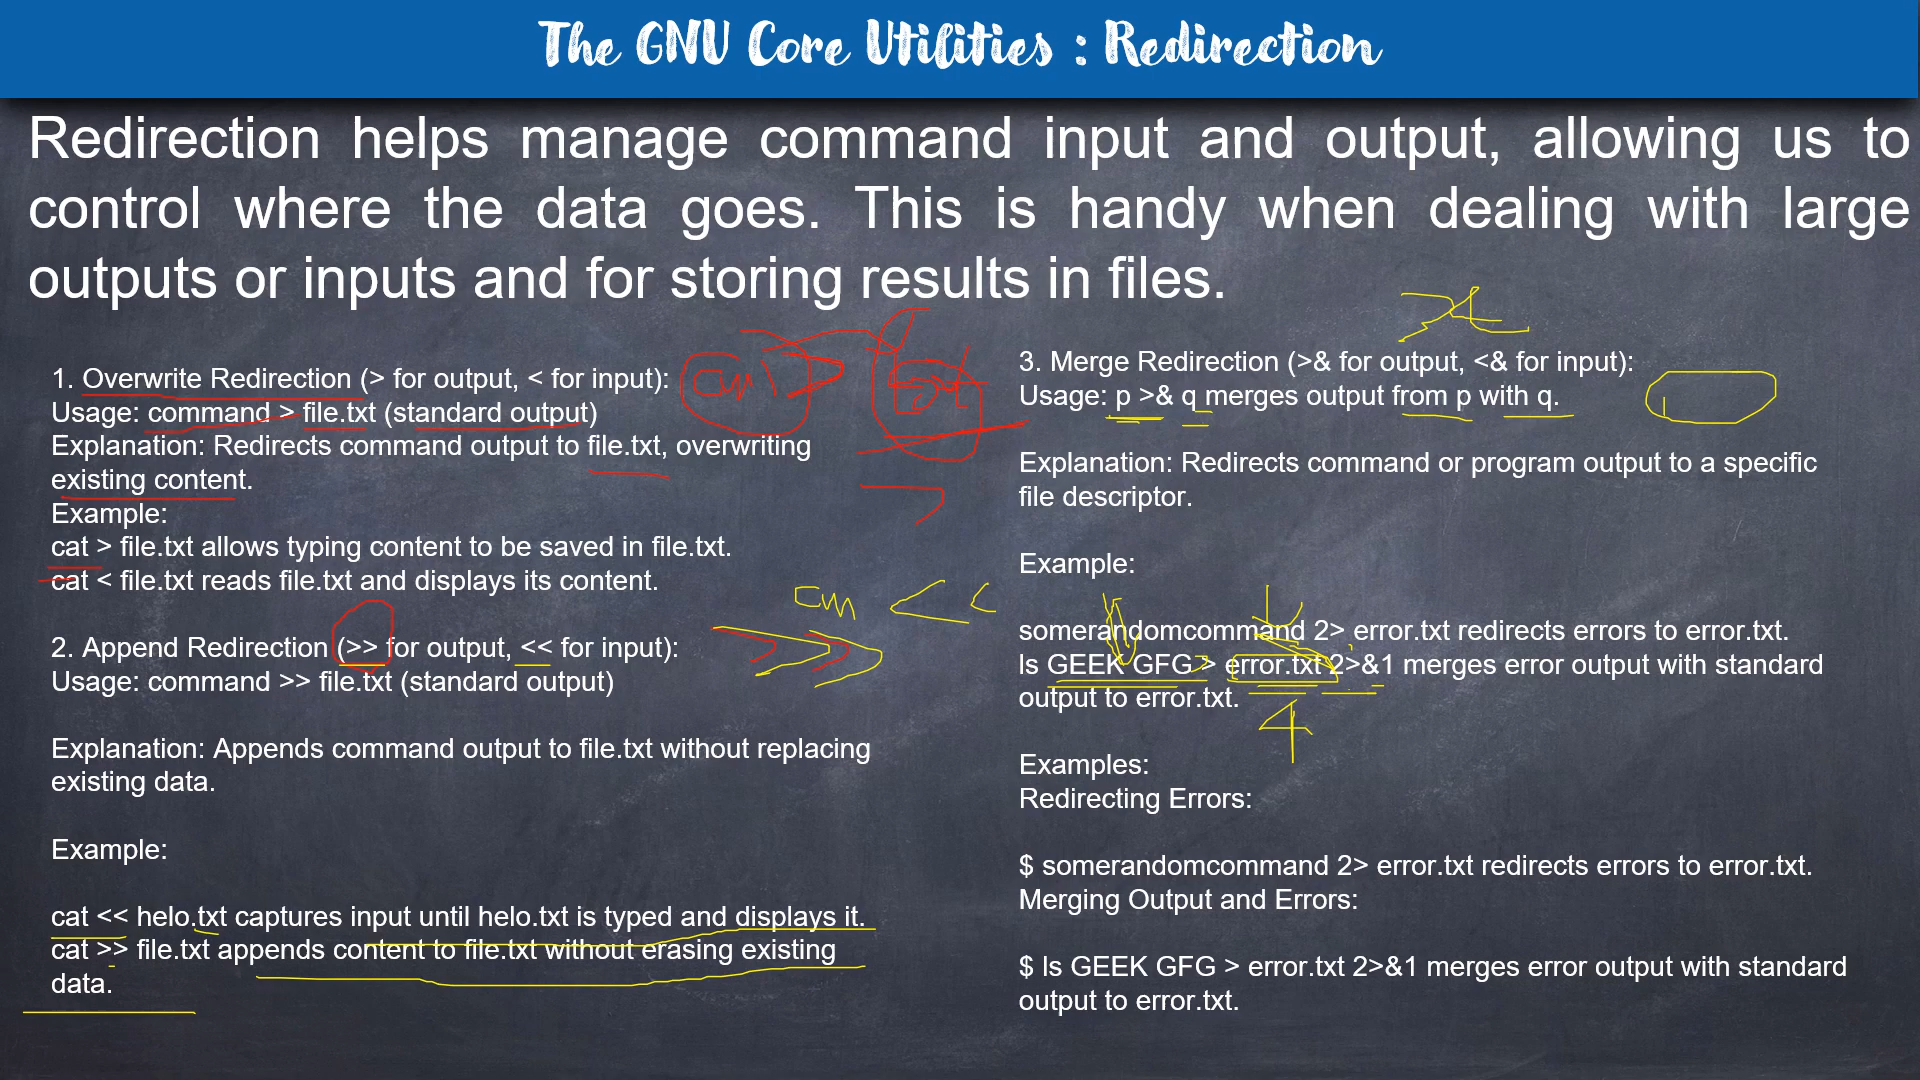 The GNU Core Utilities : Redirection
Redirection helps manage command input and output, allowing us to
control where the data goes. This is handy when dealing with large
outputs or inputs and for storing results in files.
1. Overwrite Redirection (> for output, < for input):
Usage: command > file.txt (standard output)
Explanation: Redirects command output to file.txt, overwriting
existing content.
Example:
cat > file.txt allows typing content to be saved in file.txt.
cat < file.txt reads file.txt and displays its content.
2. Append Redirection (>> for output, << for input):
Usage: command >> file.txt (standard output)
Explanation: Appends command output to file.txt without replacing
existing data.
Example:
cat << helo.txt captures input until helo.txt is typed and displays it.
cat >> file.txt appends content to file.txt without erasing existing
data.
3. Merge Redirection (>& for output, <& for input):
Usage: p >& q merges output from p with q.
Explanation: Redirects command or program output to a specific
file descriptor.
Example:
somerandomcommand 2> error.txt redirects errors to error.txt.
ls GEEK GFG > error.txt 2>&1 merges error output with standard
output to error.txt.
Examples:
Redirecting Errors:
$ somerandomcommand 2> error.txt redirects errors to error.txt.
Merging Output and Errors:
$ ls GEEK GFG > error.txt 2>&1 merges error output with standard
output to error.txt.